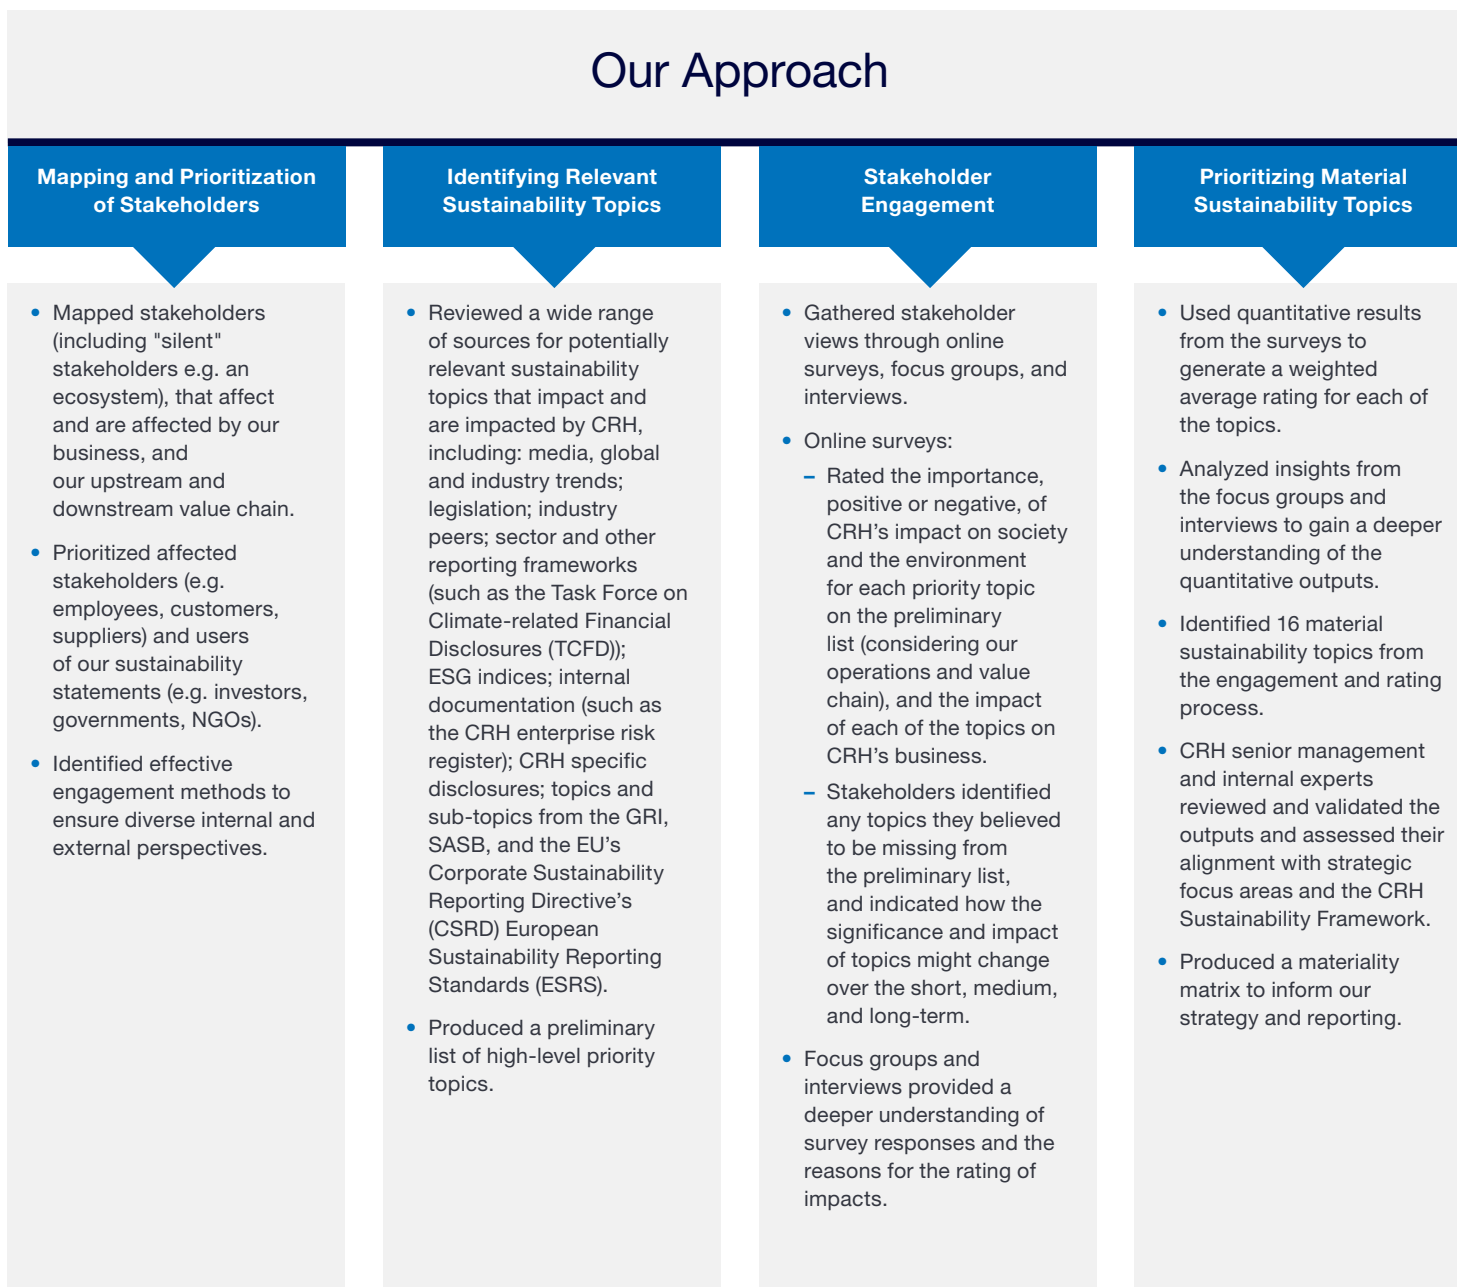 Our Approach
Mapping and Prioritization
of Stakeholders
• Mapped stakeholders
(including "silent"
stakeholders e.g. an
ecosystem), that affect
and are affected by our
business, and
our upstream and
downstream value chain.
• Prioritized affected
stakeholders (e.g.
employees, customers,
suppliers) and users
of our sustainability
statements (e.g. investors,
governments, NGOs).
• Identified effective
engagement methods to
ensure diverse internal and
external perspectives.
Identifying Relevant
Sustainability Topics
• Reviewed a wide range
of sources for potentially
relevant sustainability
topics that impact and
are impacted by CRH,
including: media, global
and industry trends;
legislation; industry
peers; sector and other
reporting frameworks
(such as the Task Force on
Climate-related Financial
Disclosures (TCFD));
ESG indices; internal
documentation (such as
the CRH enterprise risk
register); CRH specific
disclosures; topics and
sub-topics from the GRI,
SASB, and the EU’s
Corporate Sustainability
Reporting Directive’s
(CSRD) European
Sustainability Reporting
Standards (ESRS).
• Produced a preliminary
list of high-level priority
topics.
Stakeholder
Engagement
• Gathered stakeholder
views through online
surveys, focus groups, and
interviews.
• Online surveys:
– Rated the importance,
positive or negative, of
CRH’s impact on society
and the environment
for each priority topic
on the preliminary
list (considering our
operations and value
chain), and the impact
of each of the topics on
CRH’s business.
– Stakeholders identified
any topics they believed
to be missing from
the preliminary list,
and indicated how the
significance and impact
of topics might change
over the short, medium,
and long-term.
• Focus groups and
interviews provided a
deeper understanding of
survey responses and the
reasons for the rating of
impacts.
Prioritizing Material
Sustainability Topics
• Used quantitative results
from the surveys to
generate a weighted
average rating for each of
the topics.
• Analyzed insights from
the focus groups and
interviews to gain a deeper
understanding of the
quantitative outputs.
• Identified 16 material
sustainability topics from
the engagement and rating
process.
• CRH senior management
and internal experts
reviewed and validated the
outputs and assessed their
alignment with strategic
focus areas and the CRH
Sustainability Framework.
• Produced a materiality
matrix to inform our
strategy and reporting.